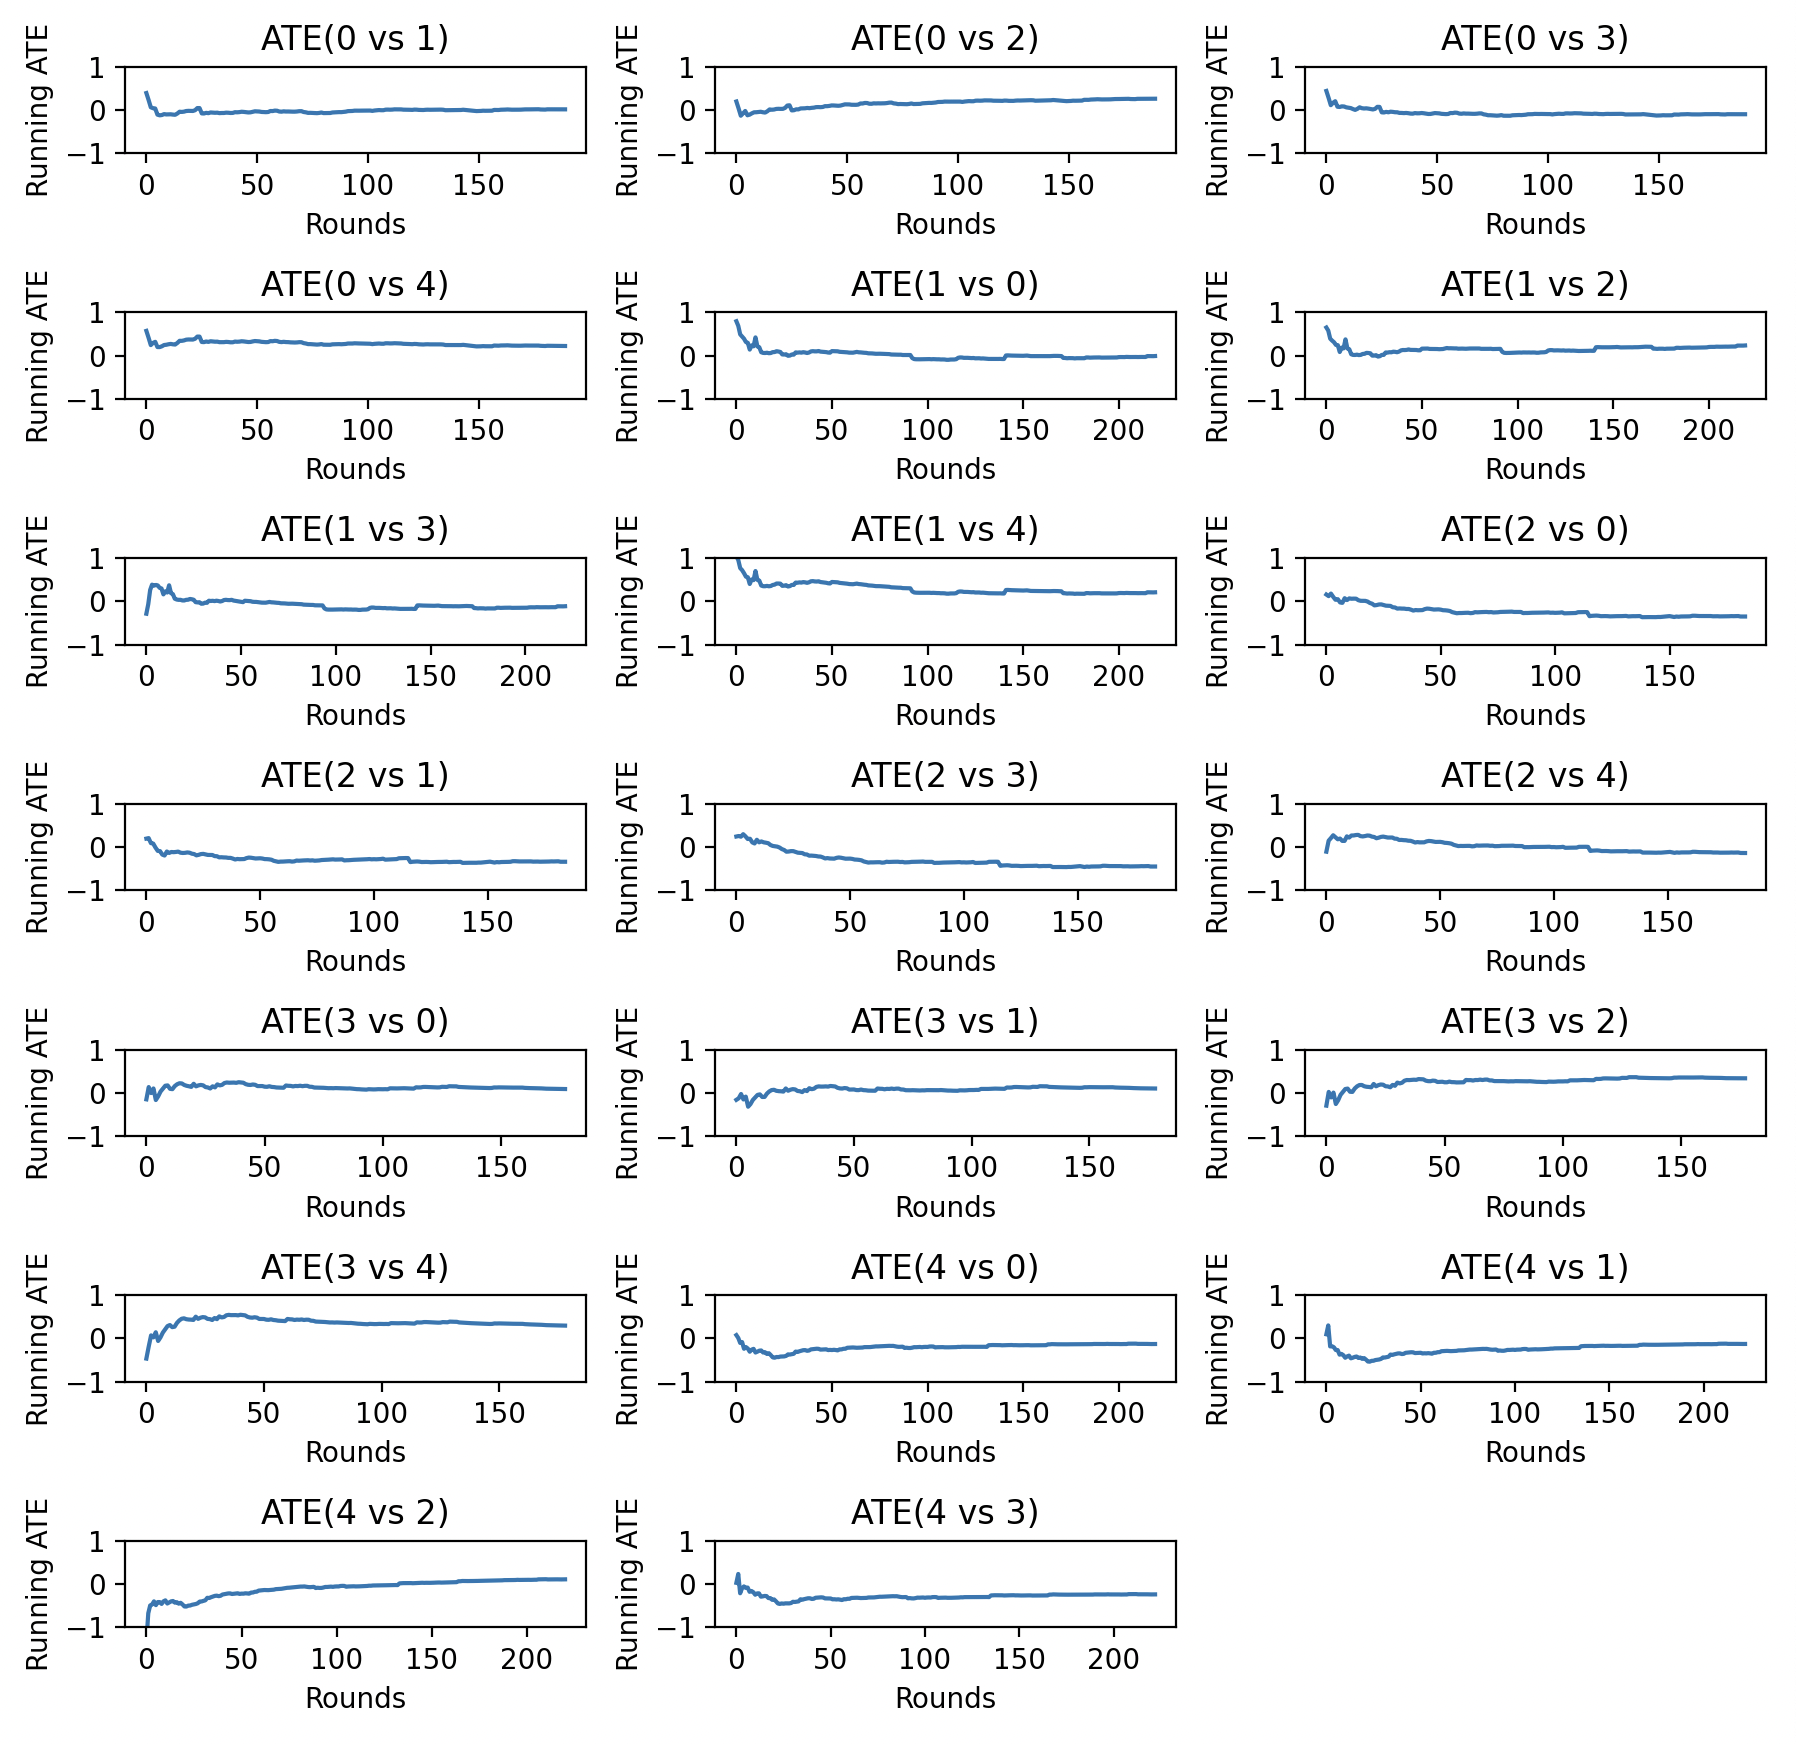 ATE(0 vs 1)
Running ATE
1
0
−1
0 50 100 150
Rounds
ATE(0 vs 2)
Running ATE
1
0
−1
0 50 100 150
Rounds
ATE(0 vs 3)
Running ATE
1
0
−1
0 50 100 150
Rounds
ATE(0 vs 4)
Running ATE
1
0
−1
0 50 100 150
Rounds
ATE(1 vs 0)
Running ATE
1
0
−1
0 50 100 150 200
Rounds
ATE(1 vs 2)
Running ATE
1
0
−1
0 50 100 150 200
Rounds
ATE(1 vs 3)
Running ATE
1
0
−1
0 50 100 150 200
Rounds
ATE(1 vs 4)
Running ATE
1
0
−1
0 50 100 150 200
Rounds
ATE(2 vs 0)
Running ATE
1
0
−1
0 50 100 150
Rounds
ATE(2 vs 1)
Running ATE
1
0
−1
0 50 100 150
Rounds
ATE(2 vs 3)
Running ATE
1
0
−1
0 50 100 150
Rounds
ATE(2 vs 4)
Running ATE
1
0
−1
0 50 100 150
Rounds
ATE(3 vs 0)
Running ATE
1
0
−1
0 50 100 150
Rounds
ATE(3 vs 1)
Running ATE
1
0
−1
0 50 100 150
Rounds
ATE(3 vs 2)
Running ATE
1
0
−1
0 50 100 150
Rounds
ATE(3 vs 4)
Running ATE
1
0
−1
0 50 100 150
Rounds
ATE(4 vs 0)
Running ATE
1
0
−1
0 50 100 150 200
Rounds
ATE(4 vs 1)
Running ATE
1
0
−1
0 50 100 150 200
Rounds
ATE(4 vs 2)
Running ATE
1
0
−1
0 50 100 150 200
Rounds
ATE(4 vs 3)
Running ATE
1
0
−1
0 50 100 150 200
Rounds